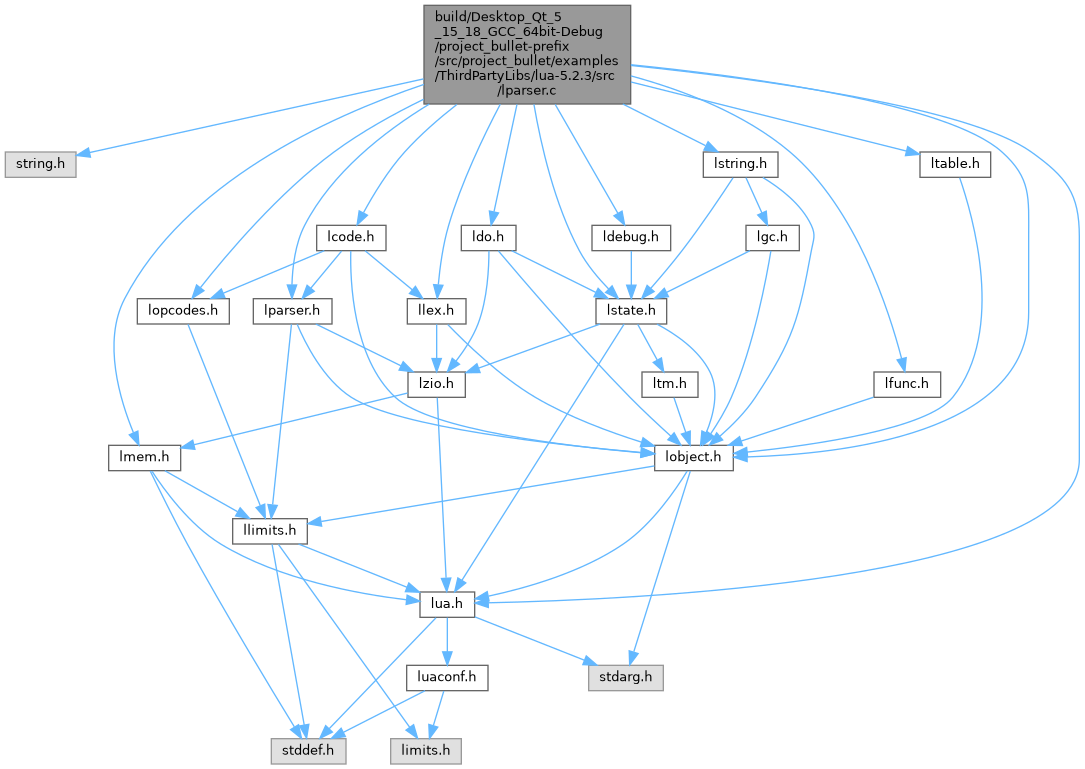 build/Desktop_Qt_5
_15_18_GCC_64bit-Debug
/project_bullet-prefix
/src/project_bullet/examples
/ThirdPartyLibs/lua-5.2.3/src
/lparser.c
string.h
lstring.h
ltable.h
lcode.h
ldo.h
ldebug.h
lgc.h
lopcodes.h
lparser.h
llex.h
lstate.h
lzio.h
ltm.h
lfunc.h
lmem.h
lobject.h
llimits.h
lua.h
luaconf.h
stdarg.h
stddef.h
limits.h